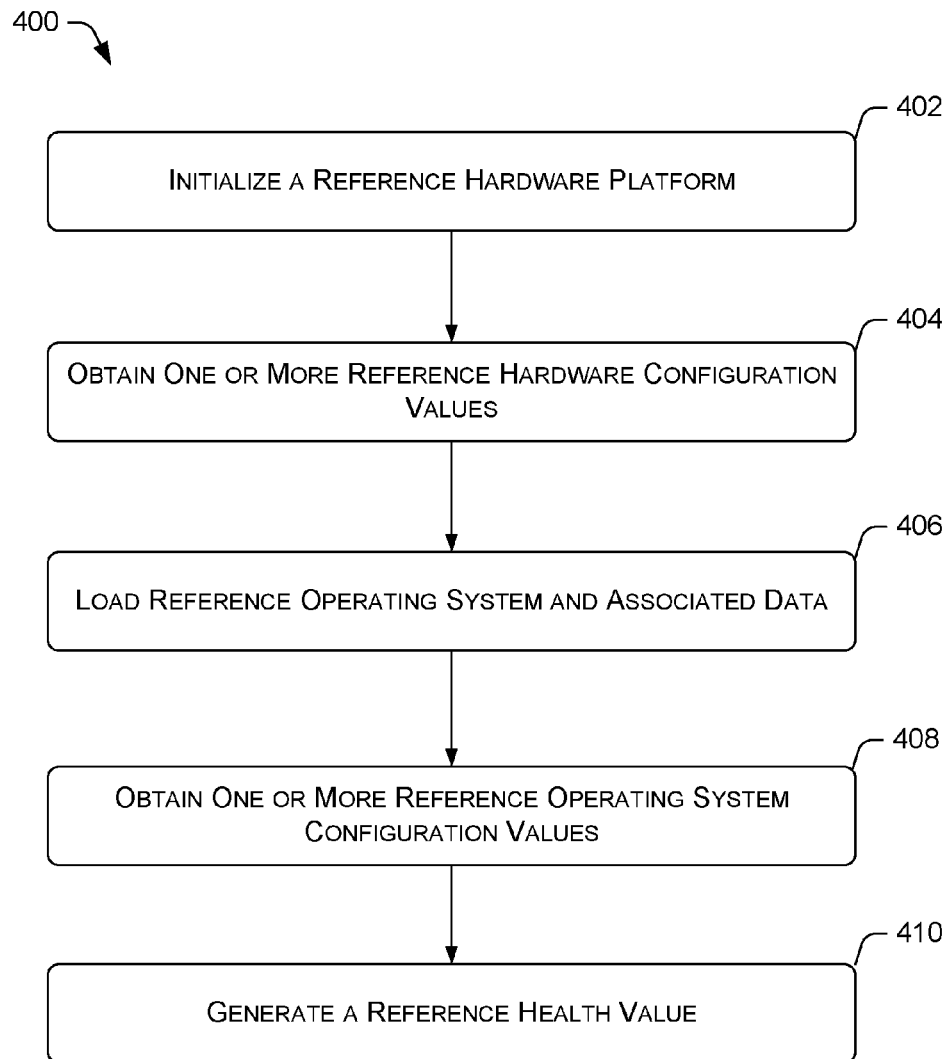 400
402
INITIALIZE A REFERENCE HARDWARE PLATFORM
404
OBTAIN ONE OR MORE REFERENCE HARDWARE CONFIGURATION
VALUES
406
LOAD REFERENCE OPERATING SYSTEM AND ASSOCIATED DATA
408
OBTAIN ONE OR MORE REFERENCE OPERATING SYSTEM
CONFIGURATION VALUES
410
GENERATE A REFERENCE HEALTH VALUE